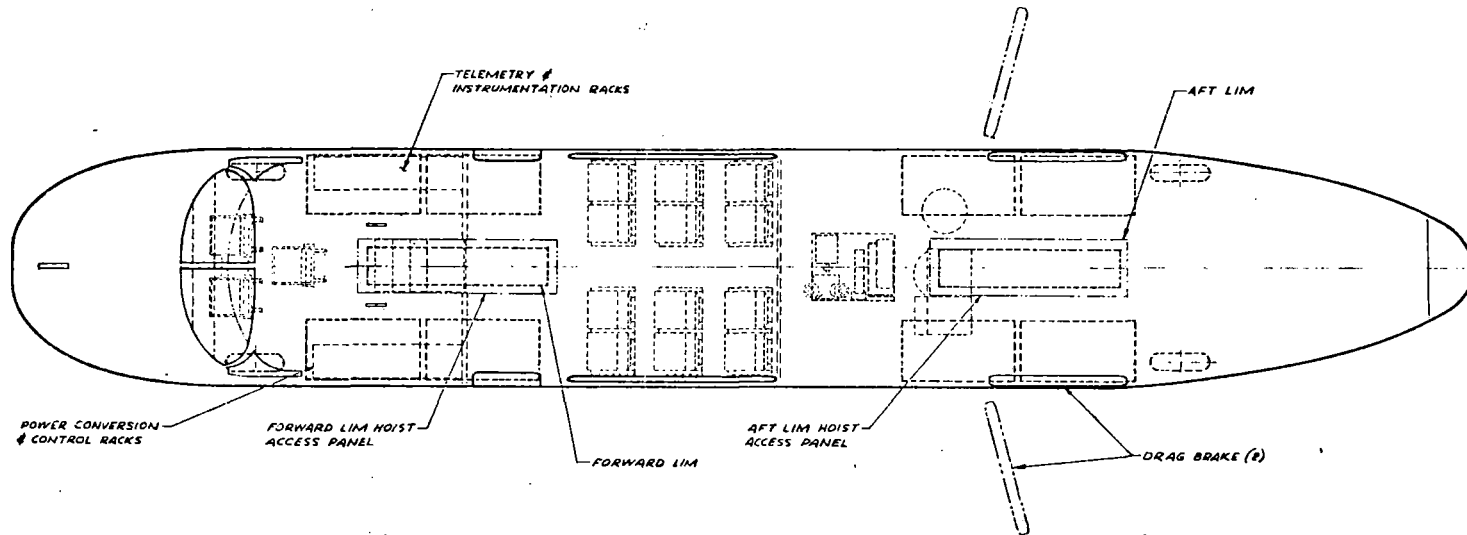 TELEMETRY &
INSTRUMENTATION RACKS
AFT LIM
POWER CONVERSION
& CONTROL RACKS
FORWARD LIM HOIST
ACCESS PANEL
FORWARD LIM
AFT LIM HOIST
ACCESS PANEL
DRAG BRAKE (2)